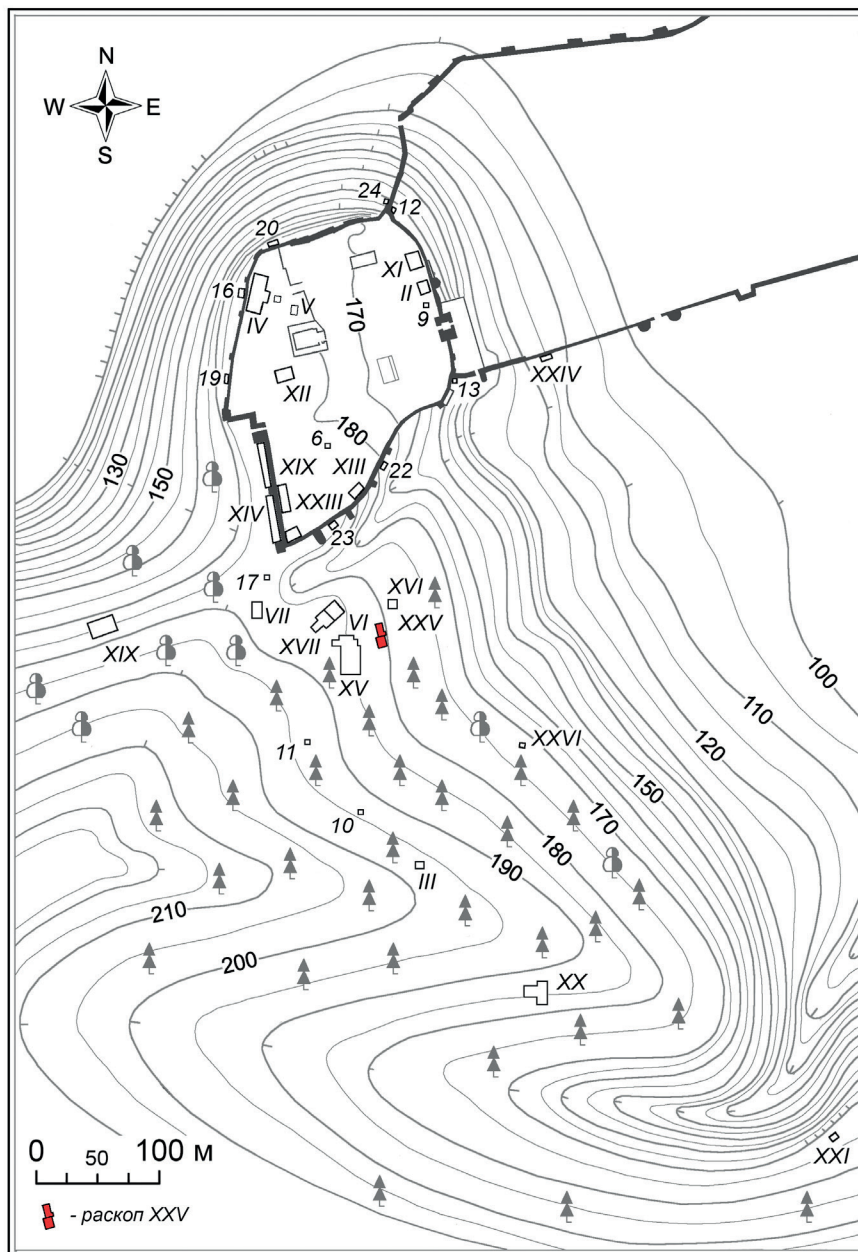 N
W E
S
24
12
20
XI
16
II
V
9
IV
170
19
XII
XXIV
13
6
180
XIX
XIII
130
150
22
XXIII
XIV
23
17
XVI
VII
VI
XXV
XVII
XIX
XV
100
110
11
XXVI
120
150
10
170
180
III
190
210
200
XX
0 50 100 М
XXI
- раскоп XXV